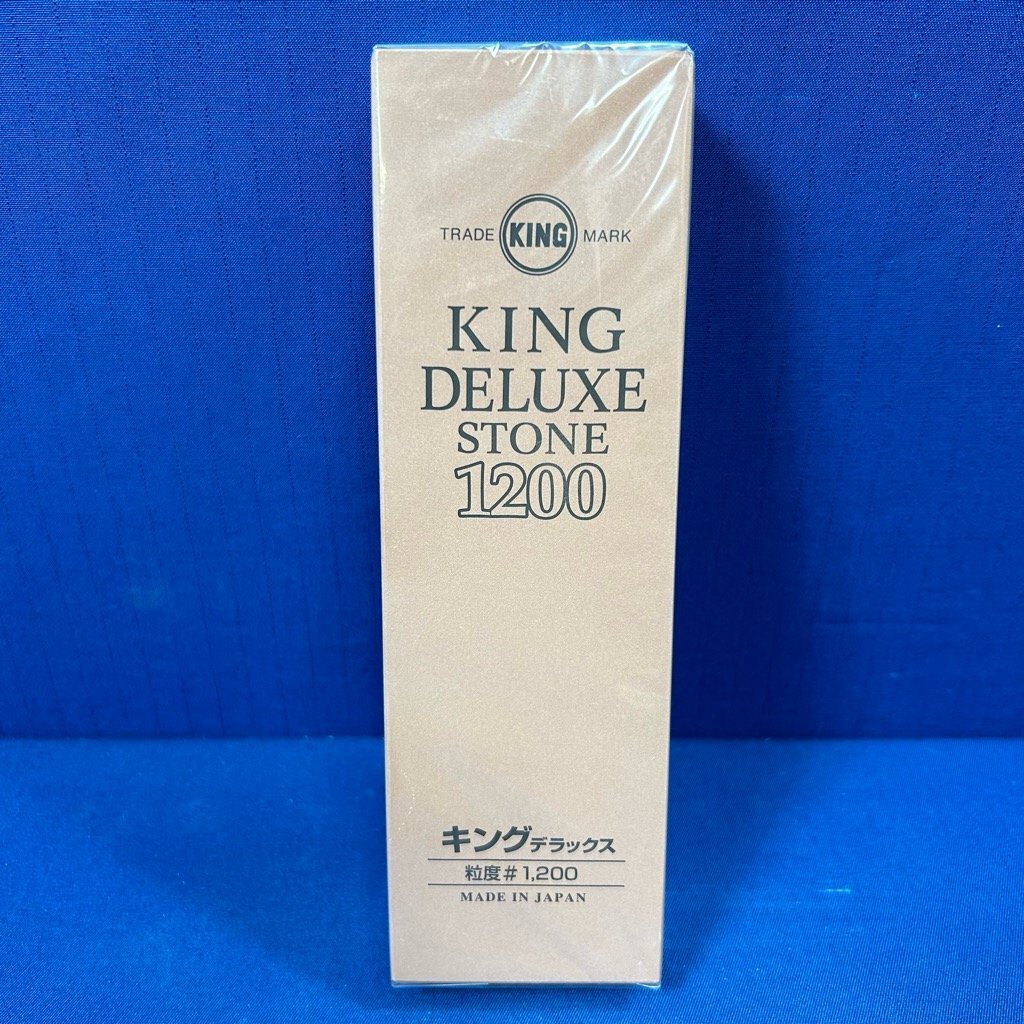 TRADE KING MARK
KING
DELUXE
STONE
1200
キングデラックス
粒度#1,200
MADE IN JAPAN